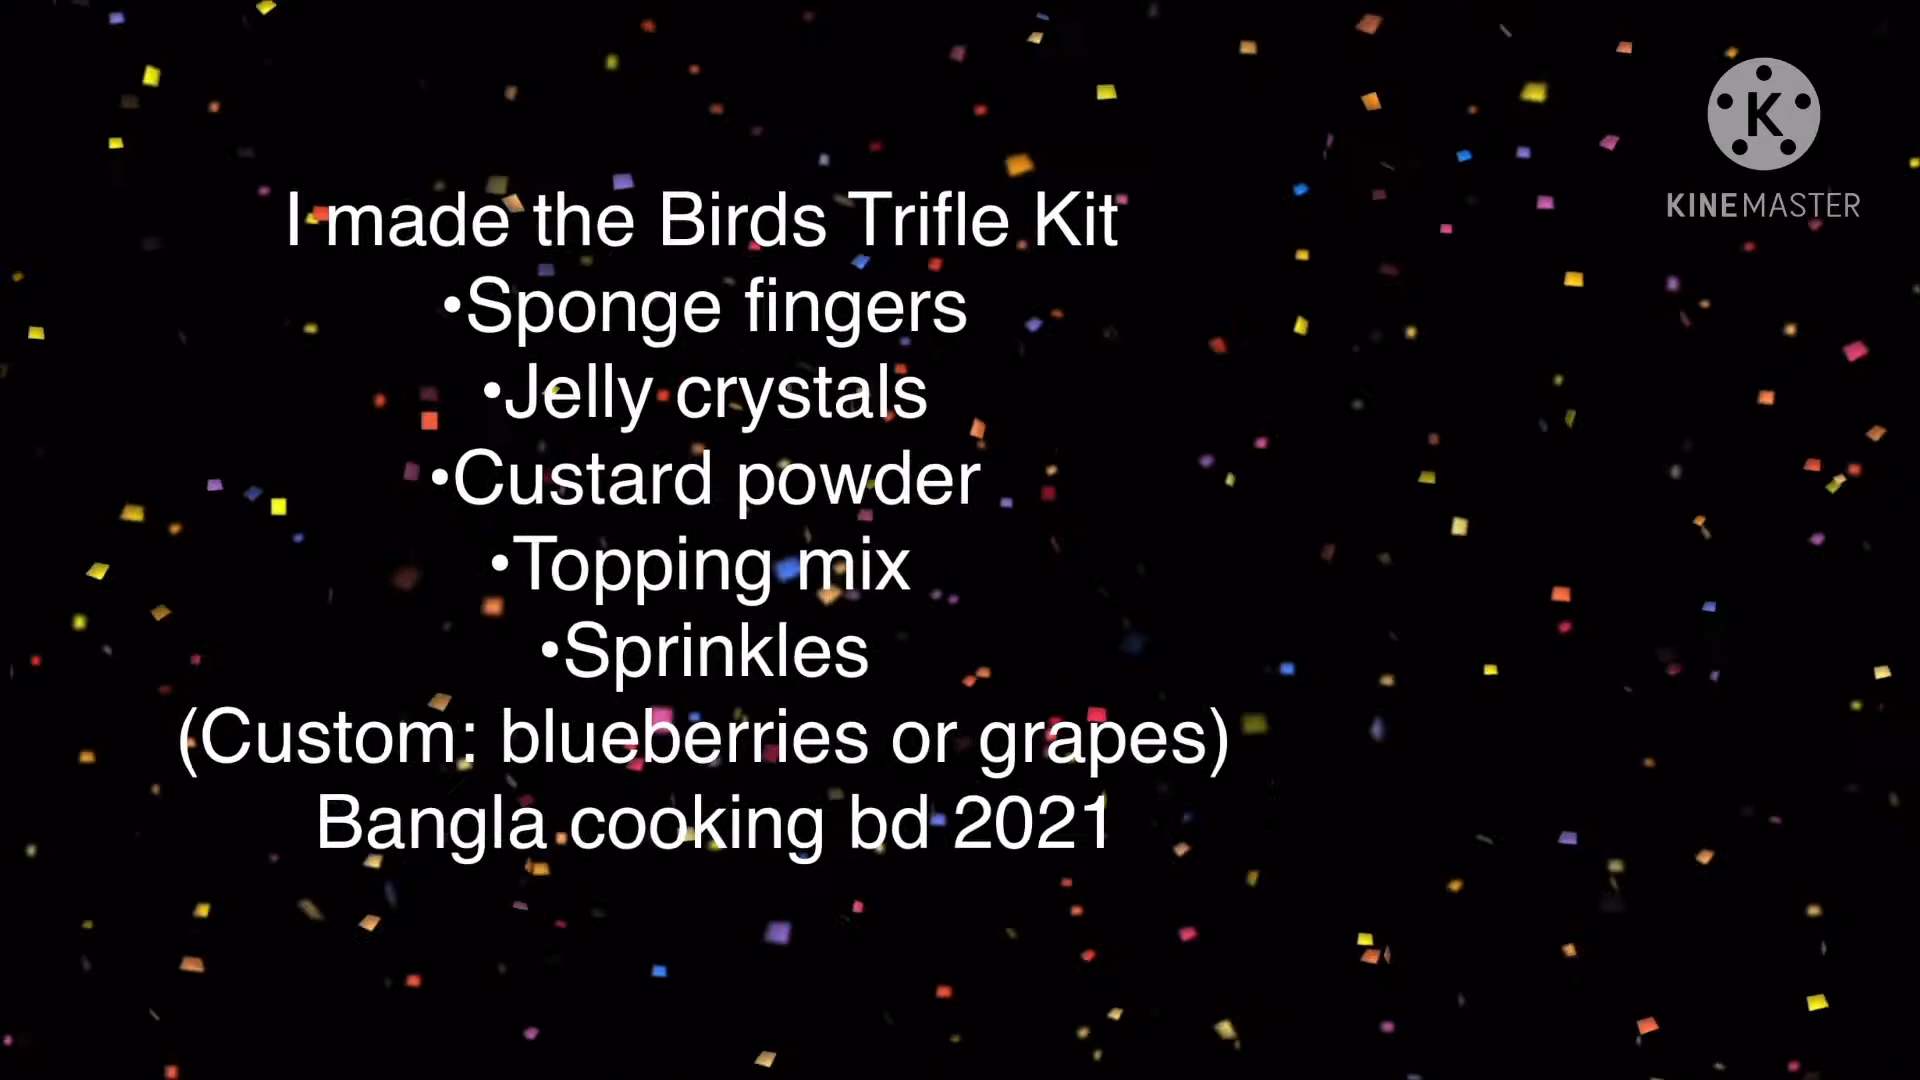 I made the Birds Trifle Kit
•Sponge fingers
•Jelly crystals
•Custard powder
•Topping mix
•Sprinkles
(Custom: blueberries or grapes)
Bangla cooking bd 2021
K
KINEMASTER